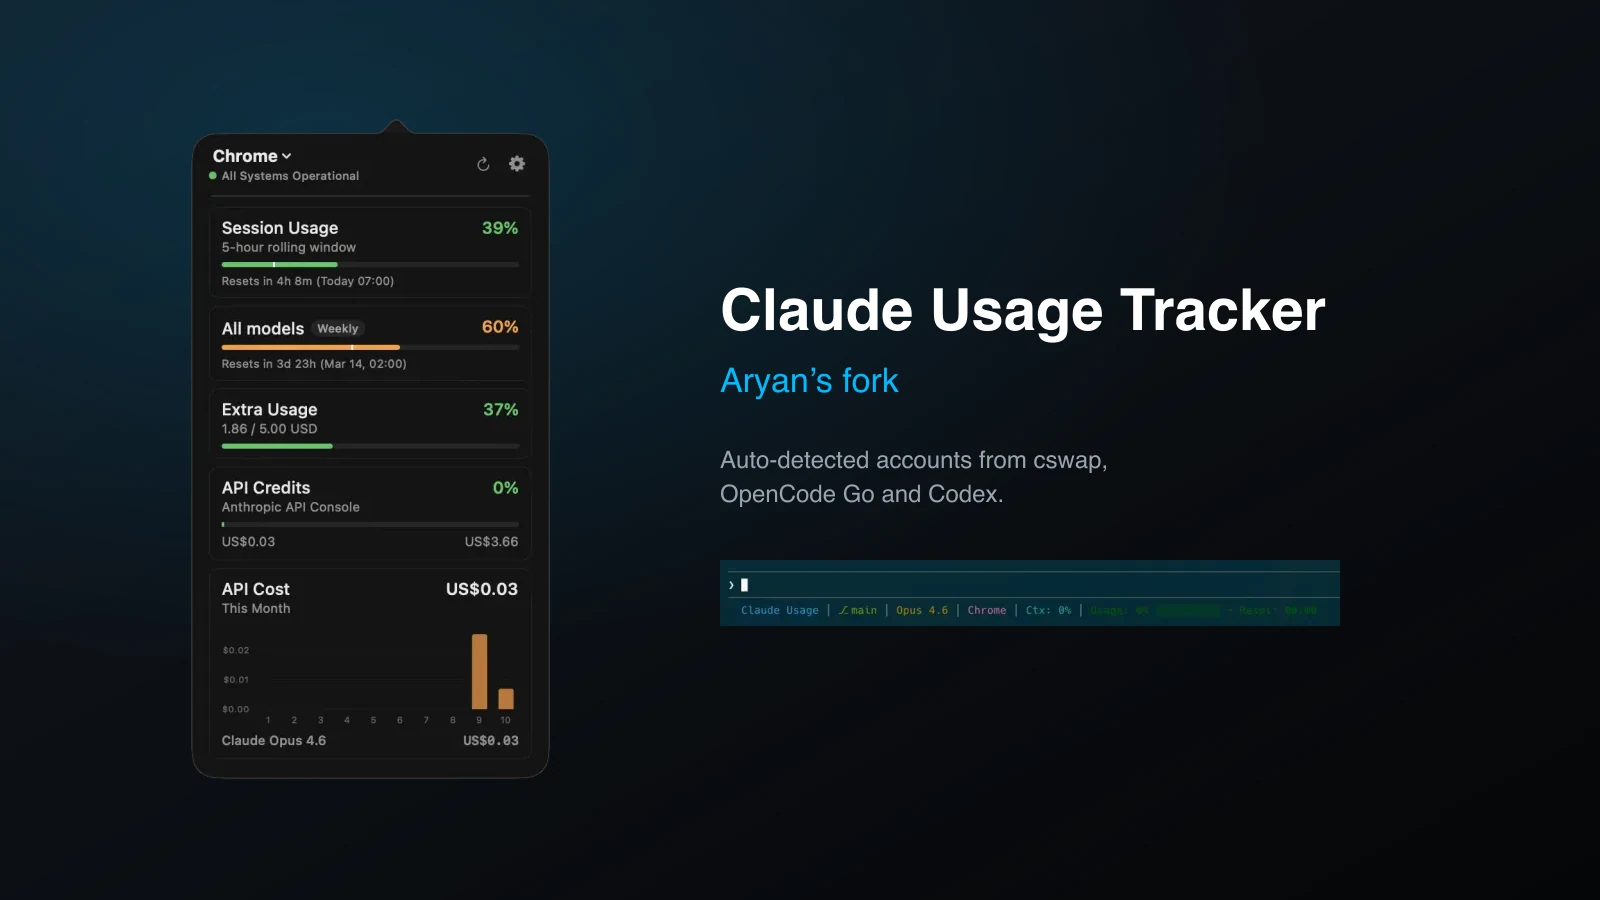 Chrome
All Systems Operational
Session Usage 39%
5-hour rolling window
Resets in 4h 8m (Today 07:00)
All models Weekly 60%
Resets in 3d 23h (Mar 14, 02:00)
Extra Usage 37%
1.86 / 5.00 USD
API Credits 0%
Anthropic API Console
US$0.03 US$3.66
API Cost US$0.03
This Month
$0.02
$0.01
$0.00
1 2 3 4 5 6 7 8 9 10
Claude Opus 4.6 US$0.03
Claude Usage Tracker
Aryan’s fork
Auto-detected accounts from cswap,
OpenCode Go and Codex.
❯
Claude Usage | ⎇ main | Opus 4.6 | Chrome | Ctx: 0% | Usage: 0%